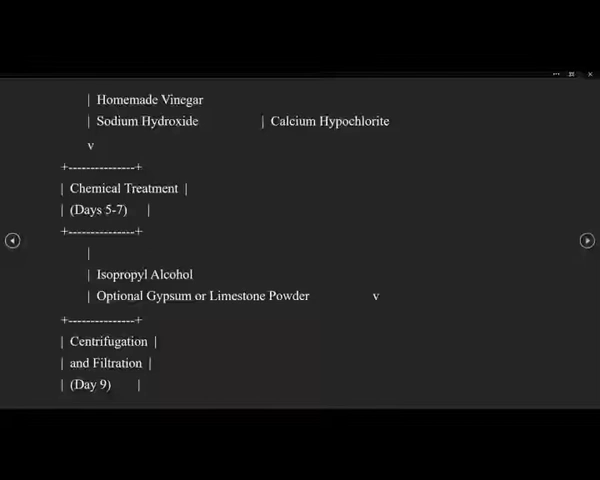 | Homemade Vinegar
| Sodium Hydroxide | Calcium Hypochlorite
v
+---------------+
| Chemical Treatment |
| (Days 5-7) |
+---------------+
|
| Isopropyl Alcohol
| Optional Gypsum or Limestone Powder v
+---------------+
| Centrifugation |
| and Filtration |
| (Day 9) |